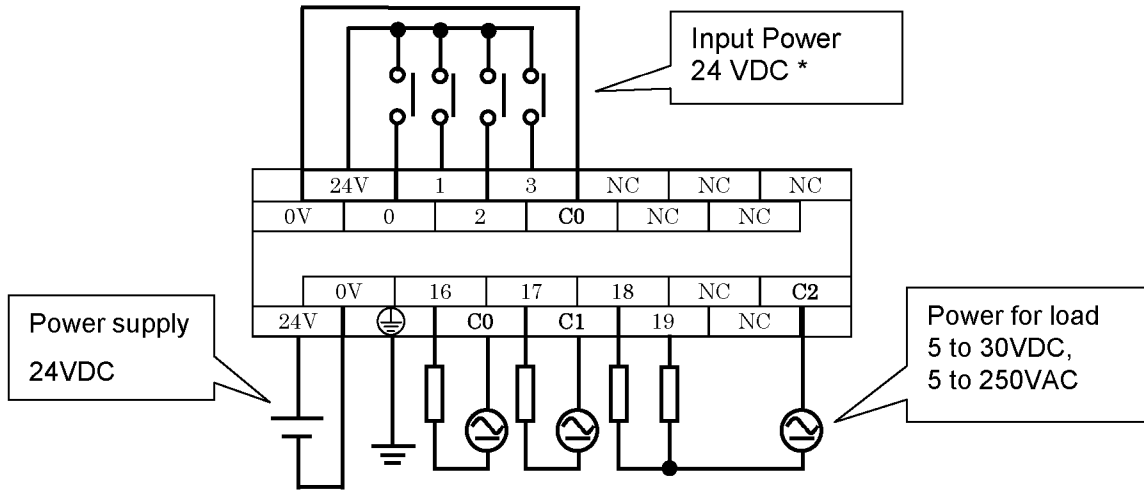 Input Power
24 VDC *
24V 1 3 NC NC NC
0V 0 2 C0 NC NC
0V 16 17 18 NC C2
24V C0 C1 19 NC
Power supply
24VDC
Power for load
5 to 30VDC,
5 to 250VAC